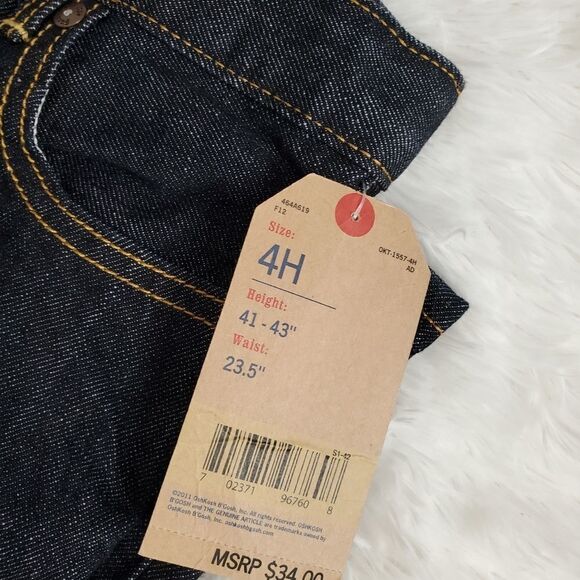 464A619
F12
OKT-1557-4H
AD
Size:
4H
Height:
41 - 43"
Waist:
23.5"
S1-42
7 02371 96760 8
©2011 OshKosh B'Gosh, Inc. All rights reserved. OSHKOSH
B'GOSH and THE GENUINE ARTICLE are trademarks owned by
OshKosh B'Gosh, Inc. oshkoshbgosh.com
MSRP $34.00